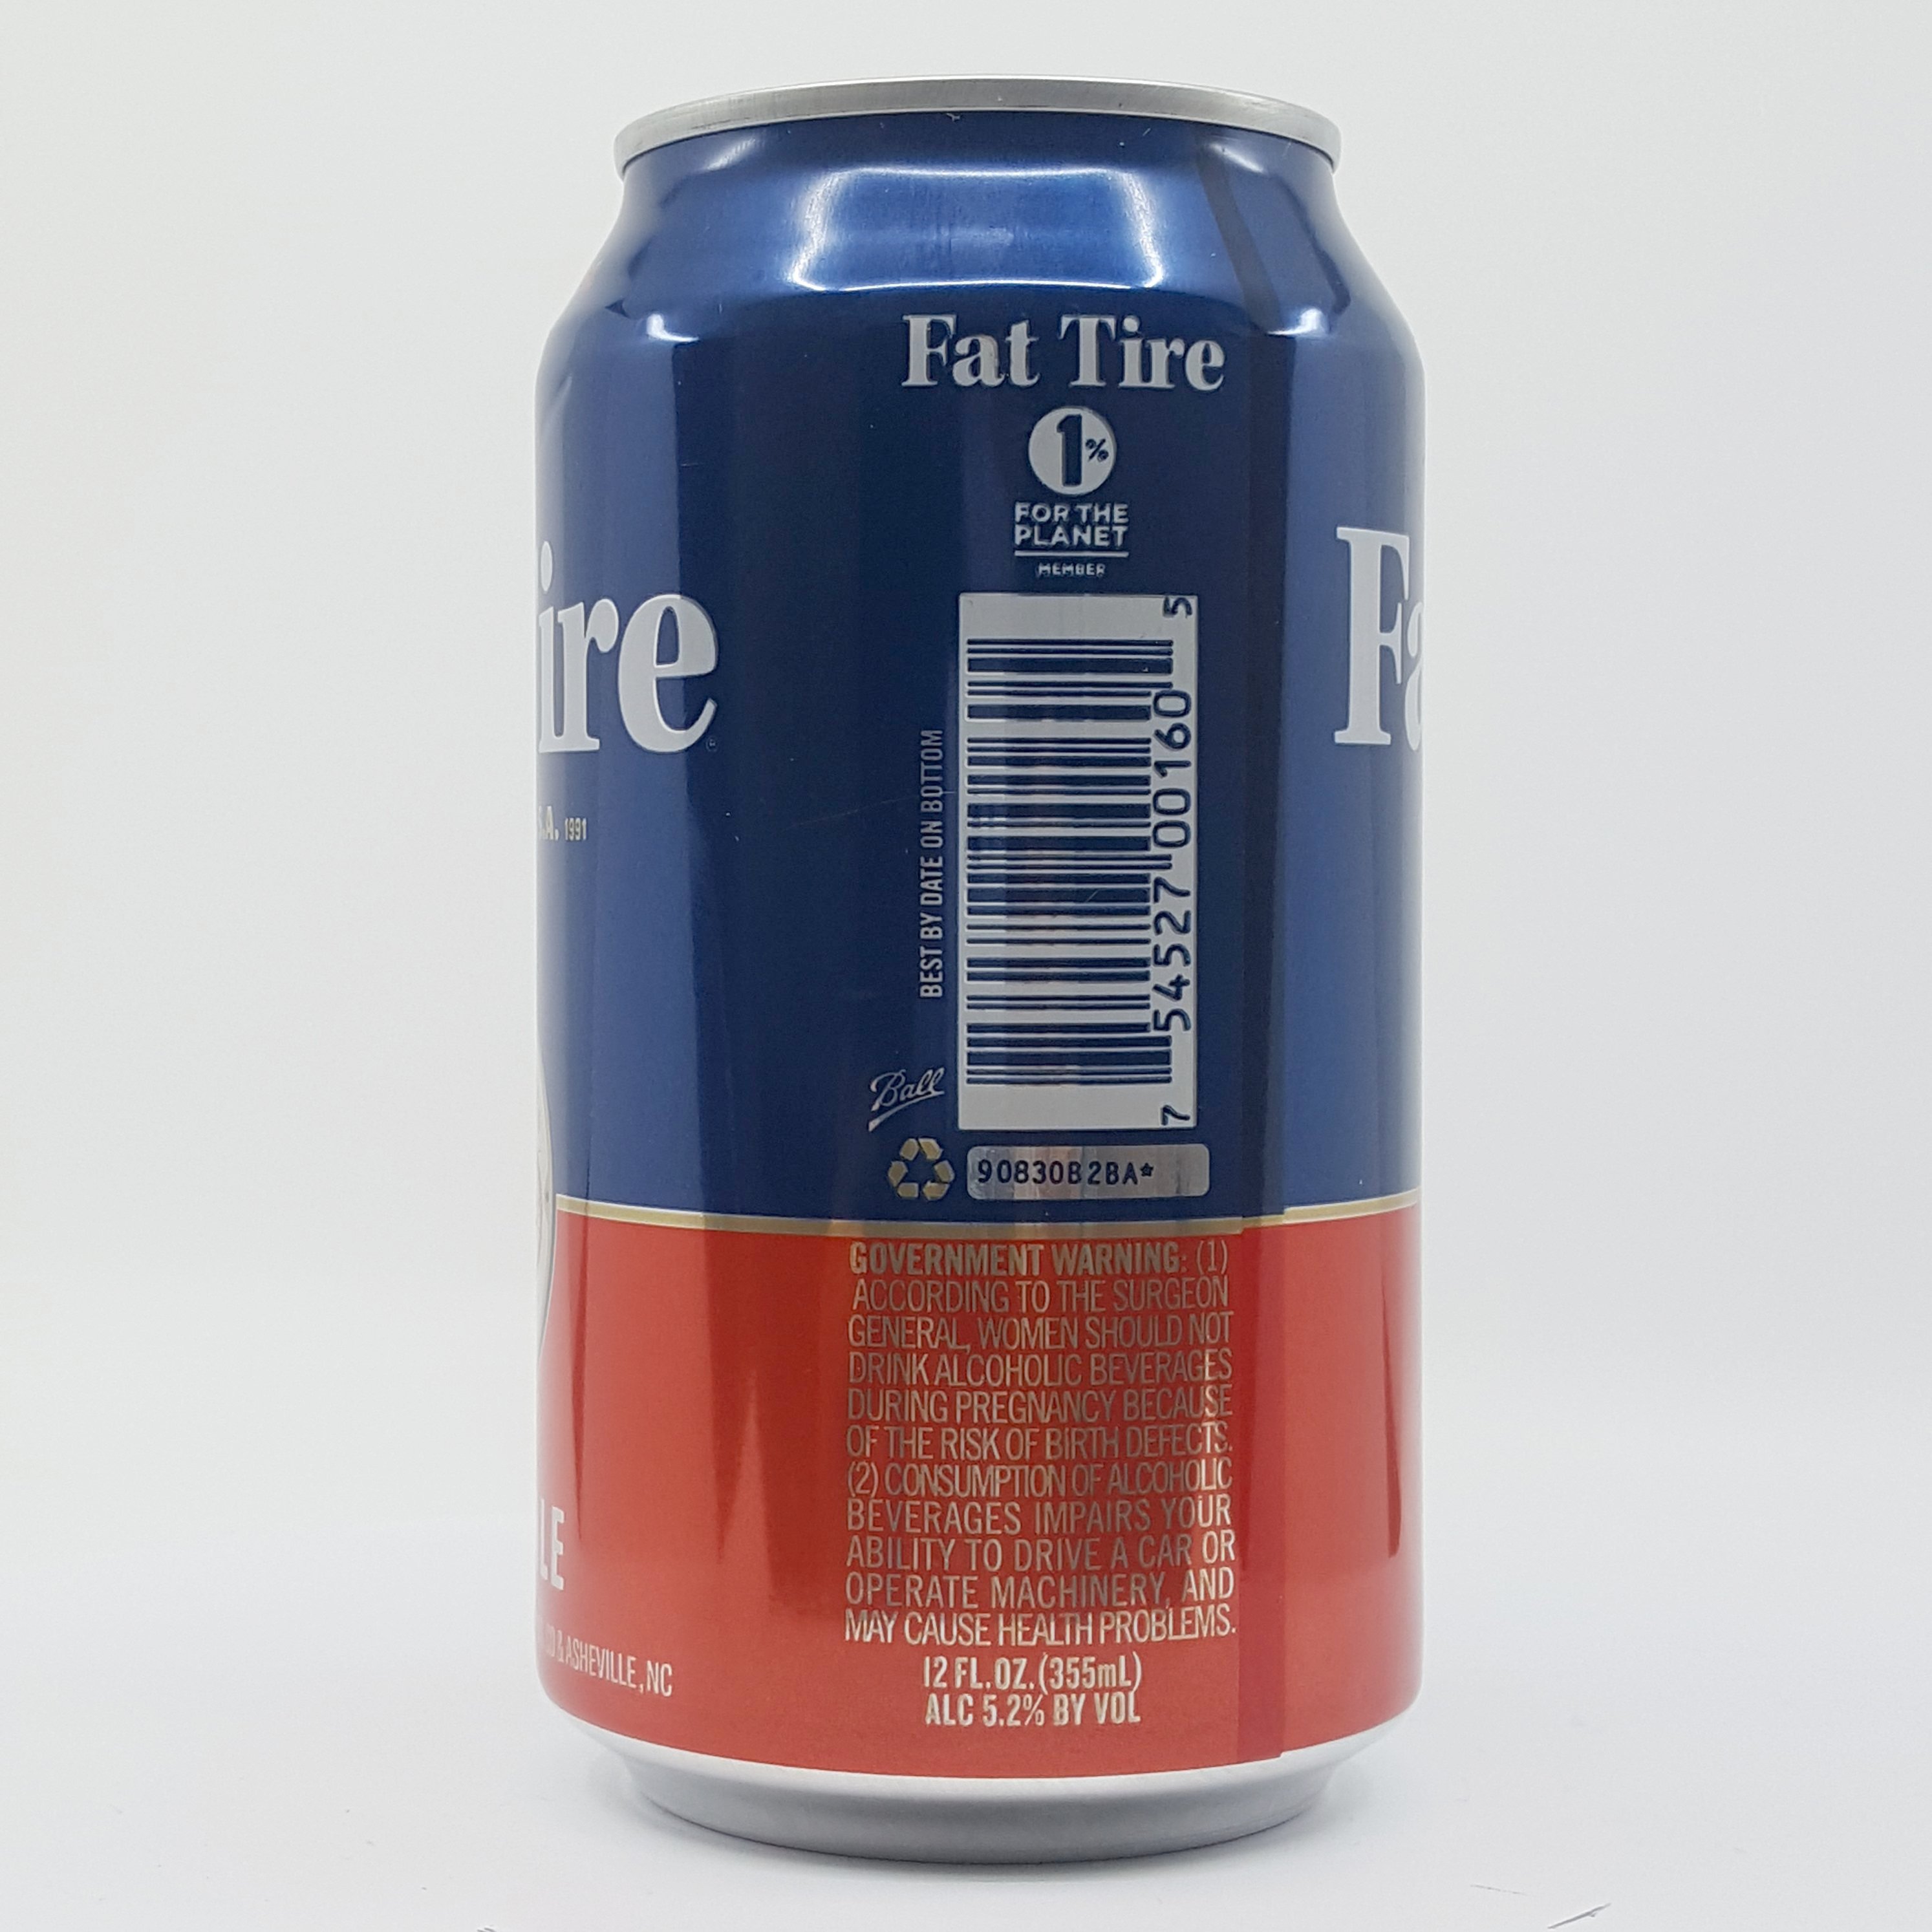 Fat Tire
1%
FOR THE
PLANET
MEMBER
ire
Fa
S.A. 1991
BEST BY DATE ON BOTTOM
7 54527 00160 5
Ball
90830B2BA*
GOVERNMENT WARNING: (1)
ACCORDING TO THE SURGEON
GENERAL, WOMEN SHOULD NOT
DRINK ALCOHOLIC BEVERAGES
DURING PREGNANCY BECAUSE
OF THE RISK OF BIRTH DEFECTS.
(2) CONSUMPTION OF ALCOHOLIC
BEVERAGES IMPAIRS YOUR
ABILITY TO DRIVE A CAR OR
OPERATE MACHINERY, AND
MAY CAUSE HEALTH PROBLEMS.
12 FL.OZ.(355mL)
ALC 5.2% BY VOL
LE
& ASHEVILLE, NC